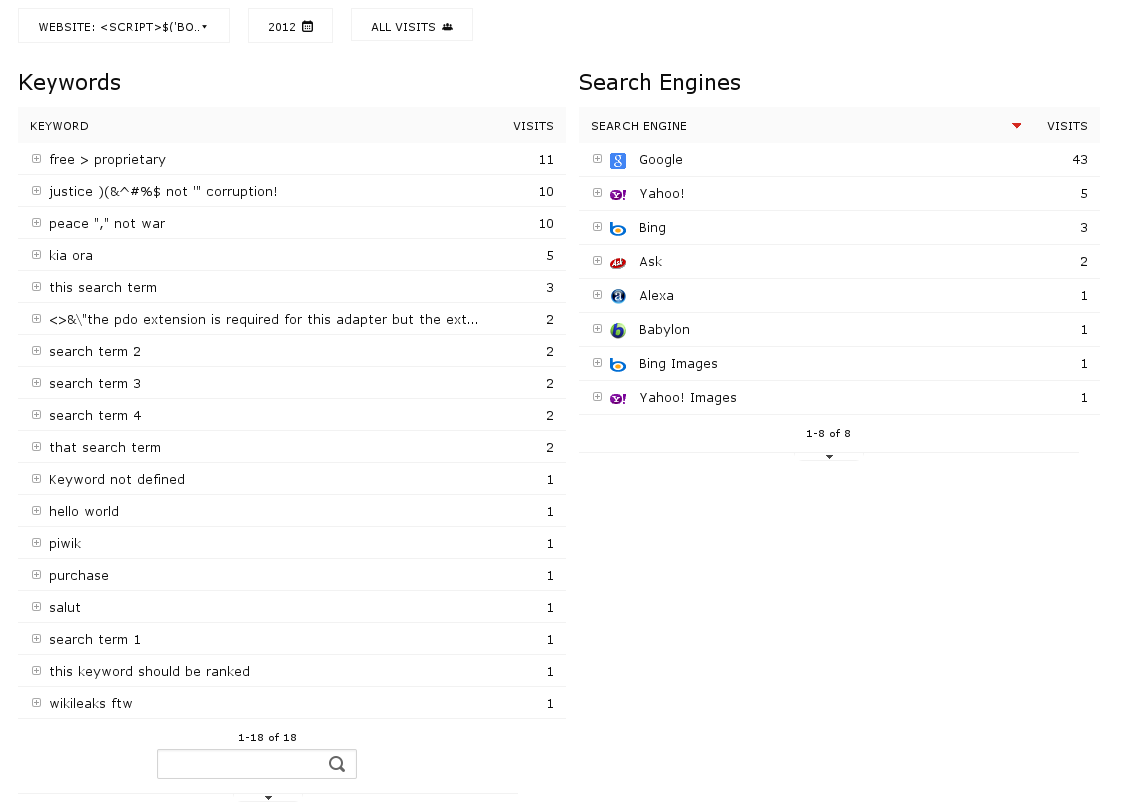 WEBSITE: <SCRIPT>$('BO.. 2012 ALL VISITS
Keywords
KEYWORD VISITS
free > proprietary 11
justice )(&^#%$ not '" corruption! 10
peace "," not war 10
kia ora 5
this search term 3
<>&\"the pdo extension is required for this adapter but the ext... 2
search term 2 2
search term 3 2
search term 4 2
that search term 2
Keyword not defined 1
hello world 1
piwik 1
purchase 1
salut 1
search term 1 1
this keyword should be ranked 1
wikileaks ftw 1
1-18 of 18
Search Engines
SEARCH ENGINE VISITS
Google 43
Yahoo! 5
Bing 3
Ask 2
Alexa 1
Babylon 1
Bing Images 1
Yahoo! Images 1
1-8 of 8